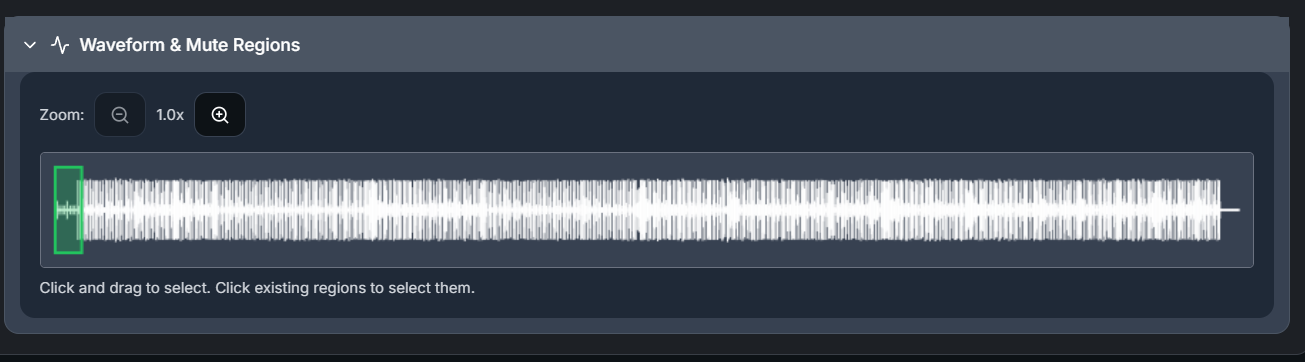 Waveform & Mute Regions
Zoom: 1.0x
Click and drag to select. Click existing regions to select them.